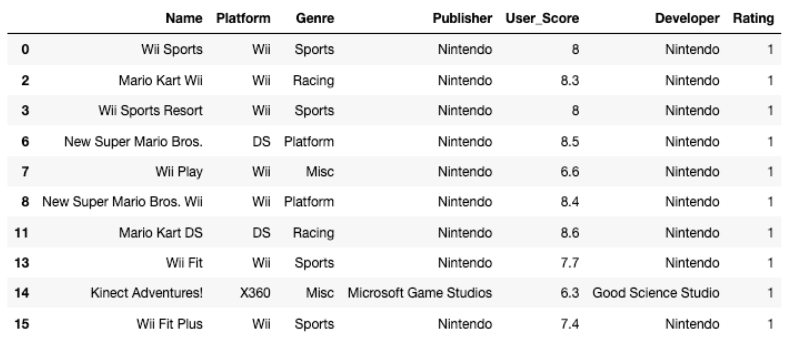 Name Platform Genre Publisher User_Score Developer Rating
0 Wii Sports Wii Sports Nintendo 8 Nintendo 1
2 Mario Kart Wii Wii Racing Nintendo 8.3 Nintendo 1
3 Wii Sports Resort Wii Sports Nintendo 8 Nintendo 1
6 New Super Mario Bros. DS Platform Nintendo 8.5 Nintendo 1
7 Wii Play Wii Misc Nintendo 6.6 Nintendo 1
8 New Super Mario Bros. Wii Wii Platform Nintendo 8.4 Nintendo 1
11 Mario Kart DS DS Racing Nintendo 8.6 Nintendo 1
13 Wii Fit Wii Sports Nintendo 7.7 Nintendo 1
14 Kinect Adventures! X360 Misc Microsoft Game Studios 6.3 Good Science Studio 1
15 Wii Fit Plus Wii Sports Nintendo 7.4 Nintendo 1